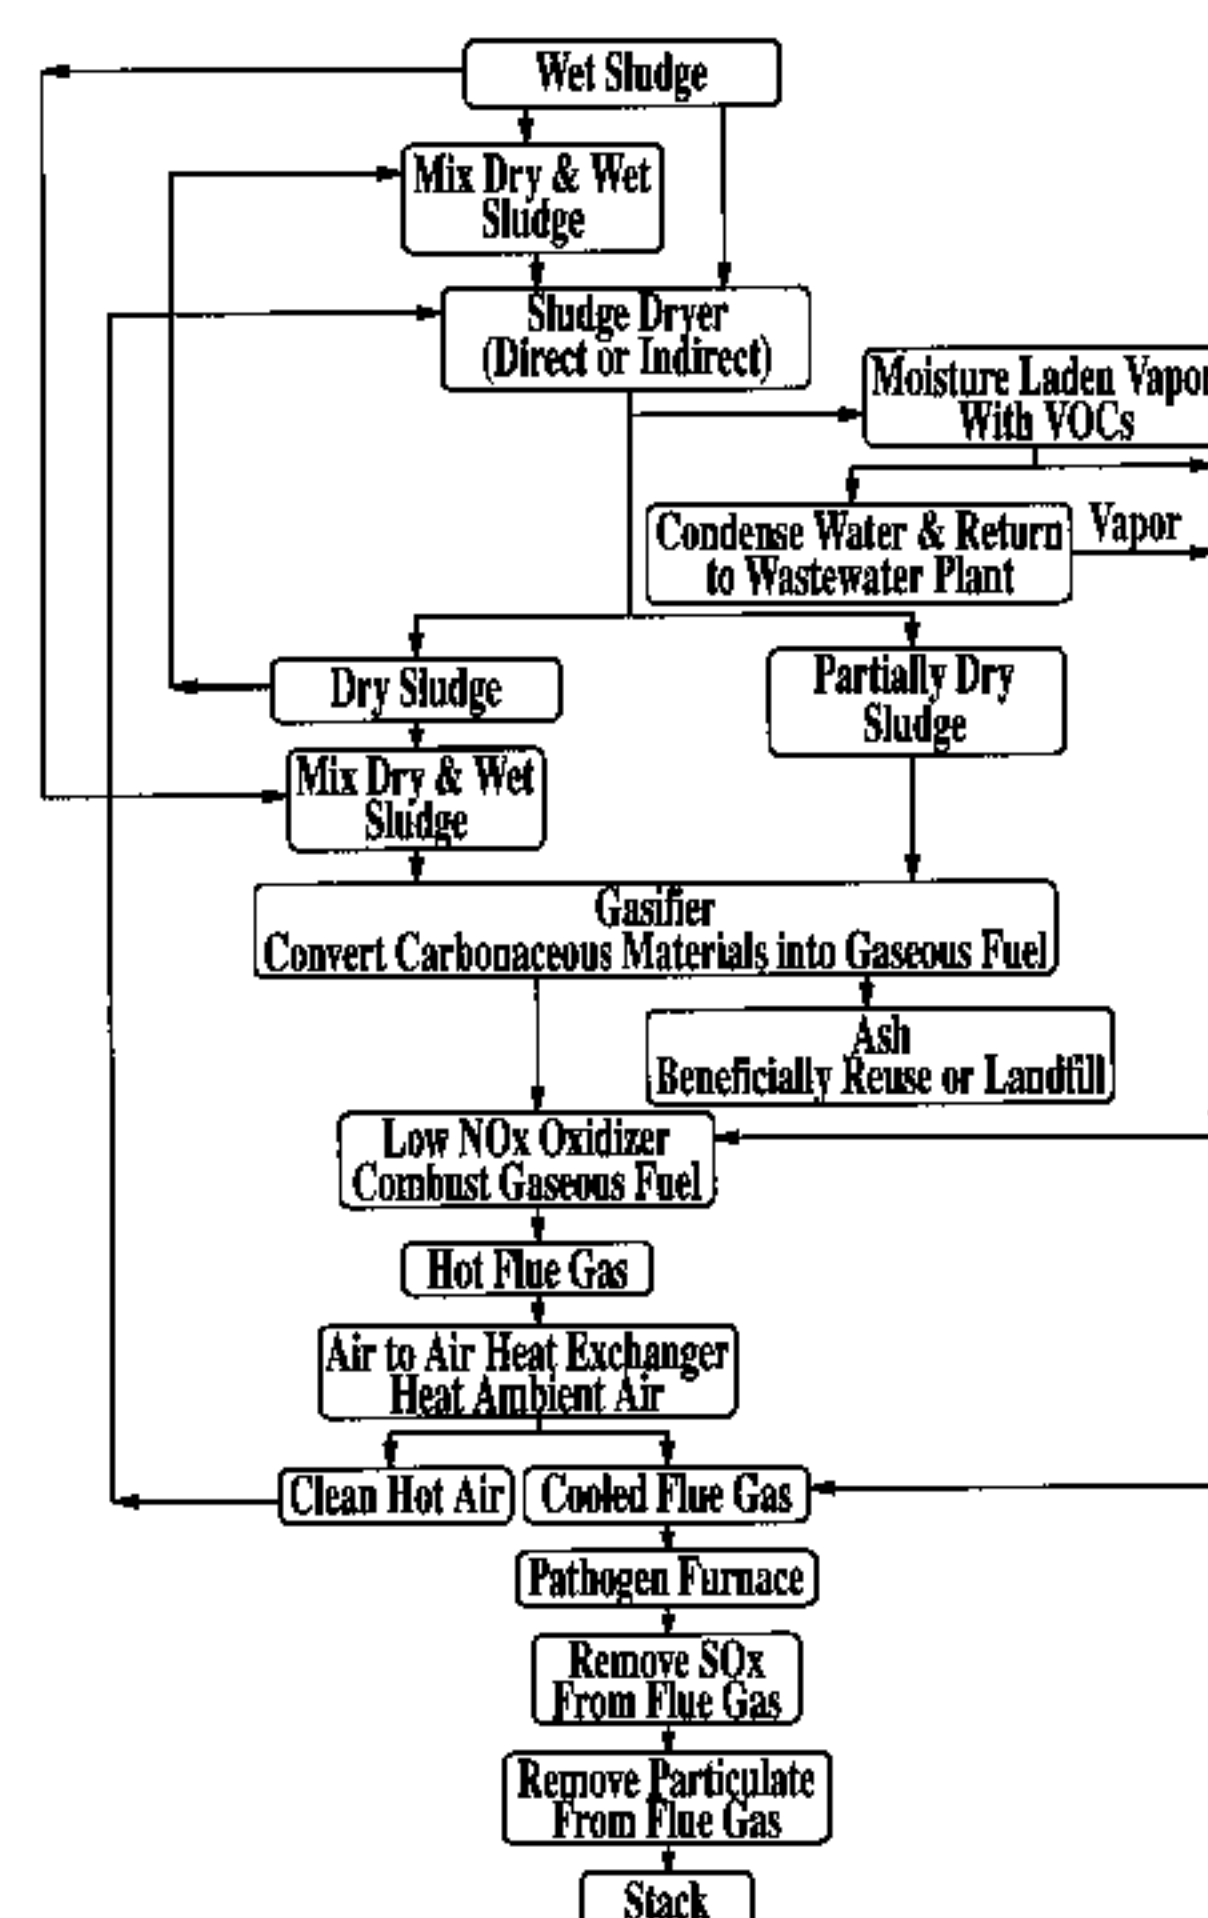 Wet Sludge
Mix Dry & Wet
Sludge
Sludge Dryer
(Direct or Indirect)
Moisture Laden Vapor
With VOCs
Condense Water & Return
to Wastewater Plant
Vapor
Dry Sludge
Partially Dry
Sludge
Mix Dry & Wet
Sludge
Gasifier
Convert Carbonaceous Materials into Gaseous Fuel
Ash
Beneficially Reuse or Landfill
Low NOx Oxidizer
Combust Gaseous Fuel
Hot Flue Gas
Air to Air Heat Exchanger
Heat Ambient Air
Clean Hot Air
Cooled Flue Gas
Pathogen Furnace
Remove SOx
From Flue Gas
Remove Particulate
From Flue Gas
Stack